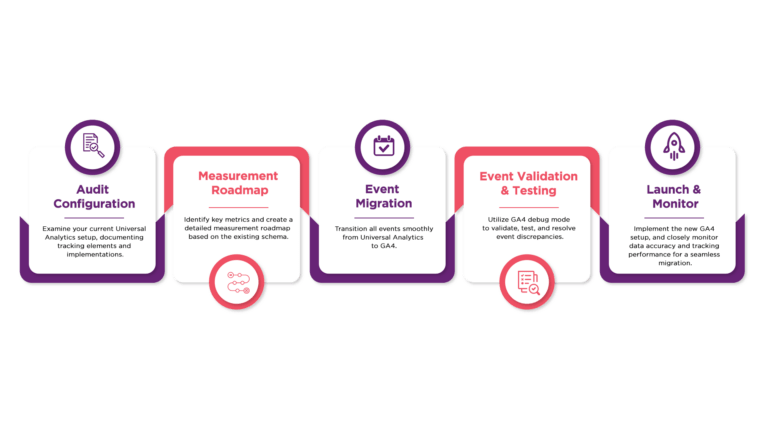 Audit
Configuration
Examine your current Universal
Analytics setup, documenting
tracking elements and
implementations.
Measurement
Roadmap
Identify key metrics and create a
detailed measurement roadmap
based on the existing schema.
Event
Migration
Transition all events smoothly
from Universal Analytics
to GA4.
Event Validation
& Testing
Utilize GA4 debug mode
to validate, test, and resolve
event discrepancies.
Launch &
Monitor
Implement the new GA4
setup, and closely monitor
data accuracy and tracking
performance for a seamless
migration.